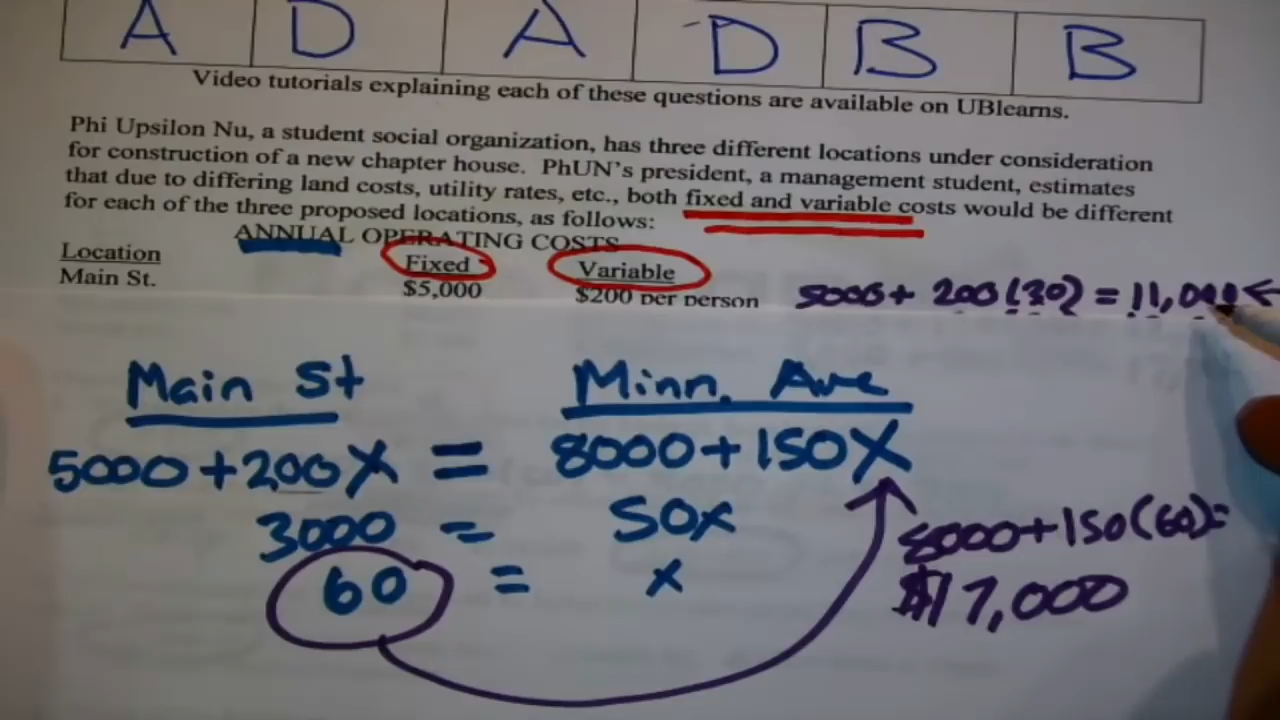 A D A D B B
Video tutorials explaining each of these questions are available on UBlearns.
Phi Upsilon Nu, a student social organization, has three different locations under consideration
for construction of a new chapter house. PhUN's president, a management student, estimates
that due to differing land costs, utility rates, etc., both fixed and variable costs would be different
for each of the three proposed locations, as follows:
ANNUAL OPERATING COSTS
Location Fixed Variable
Main St. $5,000 $200 per person 5000 + 200(30) = 11,000 ←
Main St Minn. Ave
5000 + 200X = 8000 + 150X
3000 = 50x
8000 + 150(60) =
60 = x
$17,000